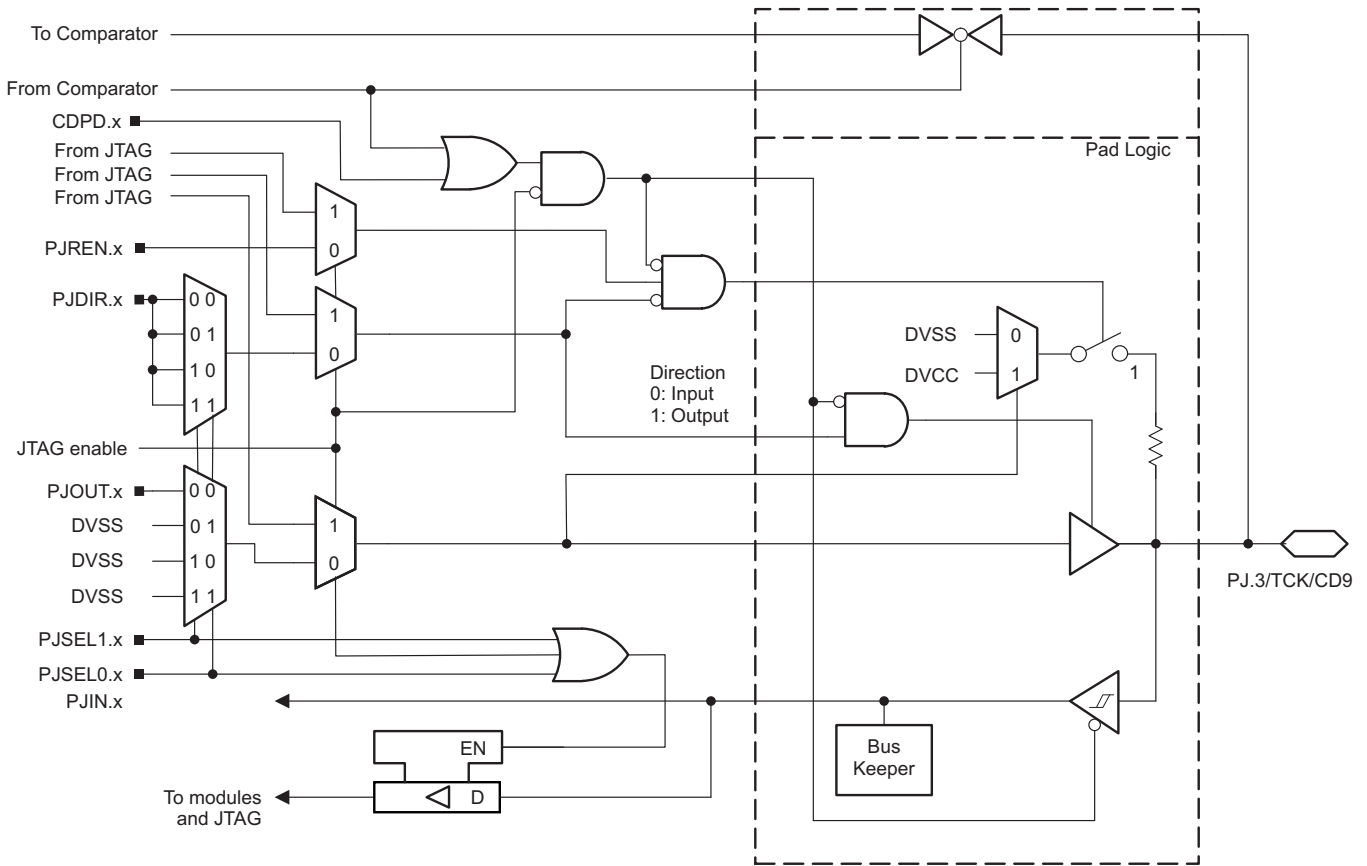 To Comparator
From Comparator
CDPD.x
From JTAG
From JTAG
From JTAG
Pad Logic
1
0
PJREN.x
PJDIR.x
0 0
0 1
1 0
1 1
1
0
DVSS
DVCC
0
1
1
Direction
0: Input
1: Output
JTAG enable
PJOUT.x
DVSS
DVSS
DVSS
0 0
0 1
1 0
1 1
1
0
PJ.3/TCK/CD9
PJSEL1.x
PJSEL0.x
PJIN.x
Bus
Keeper
EN
D
To modules
and JTAG